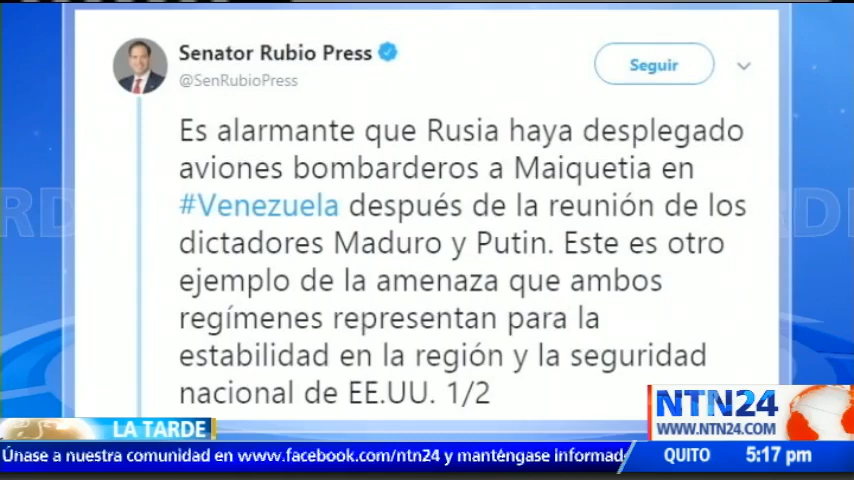 Senator Rubio Press
@SenRubioPress
Seguir
Es alarmante que Rusia haya desplegado
aviones bombarderos a Maiquetia en
#Venezuela después de la reunión de los
dictadores Maduro y Putin. Este es otro
ejemplo de la amenaza que ambos
regímenes representan para la
estabilidad en la región y la seguridad
nacional de EE.UU. 1/2
NTN24
WWW.NTN24.COM
LA TARDE
Únase a nuestra comunidad en www.facebook.com/ntn24 y manténgase informad
QUITO 5:17 pm